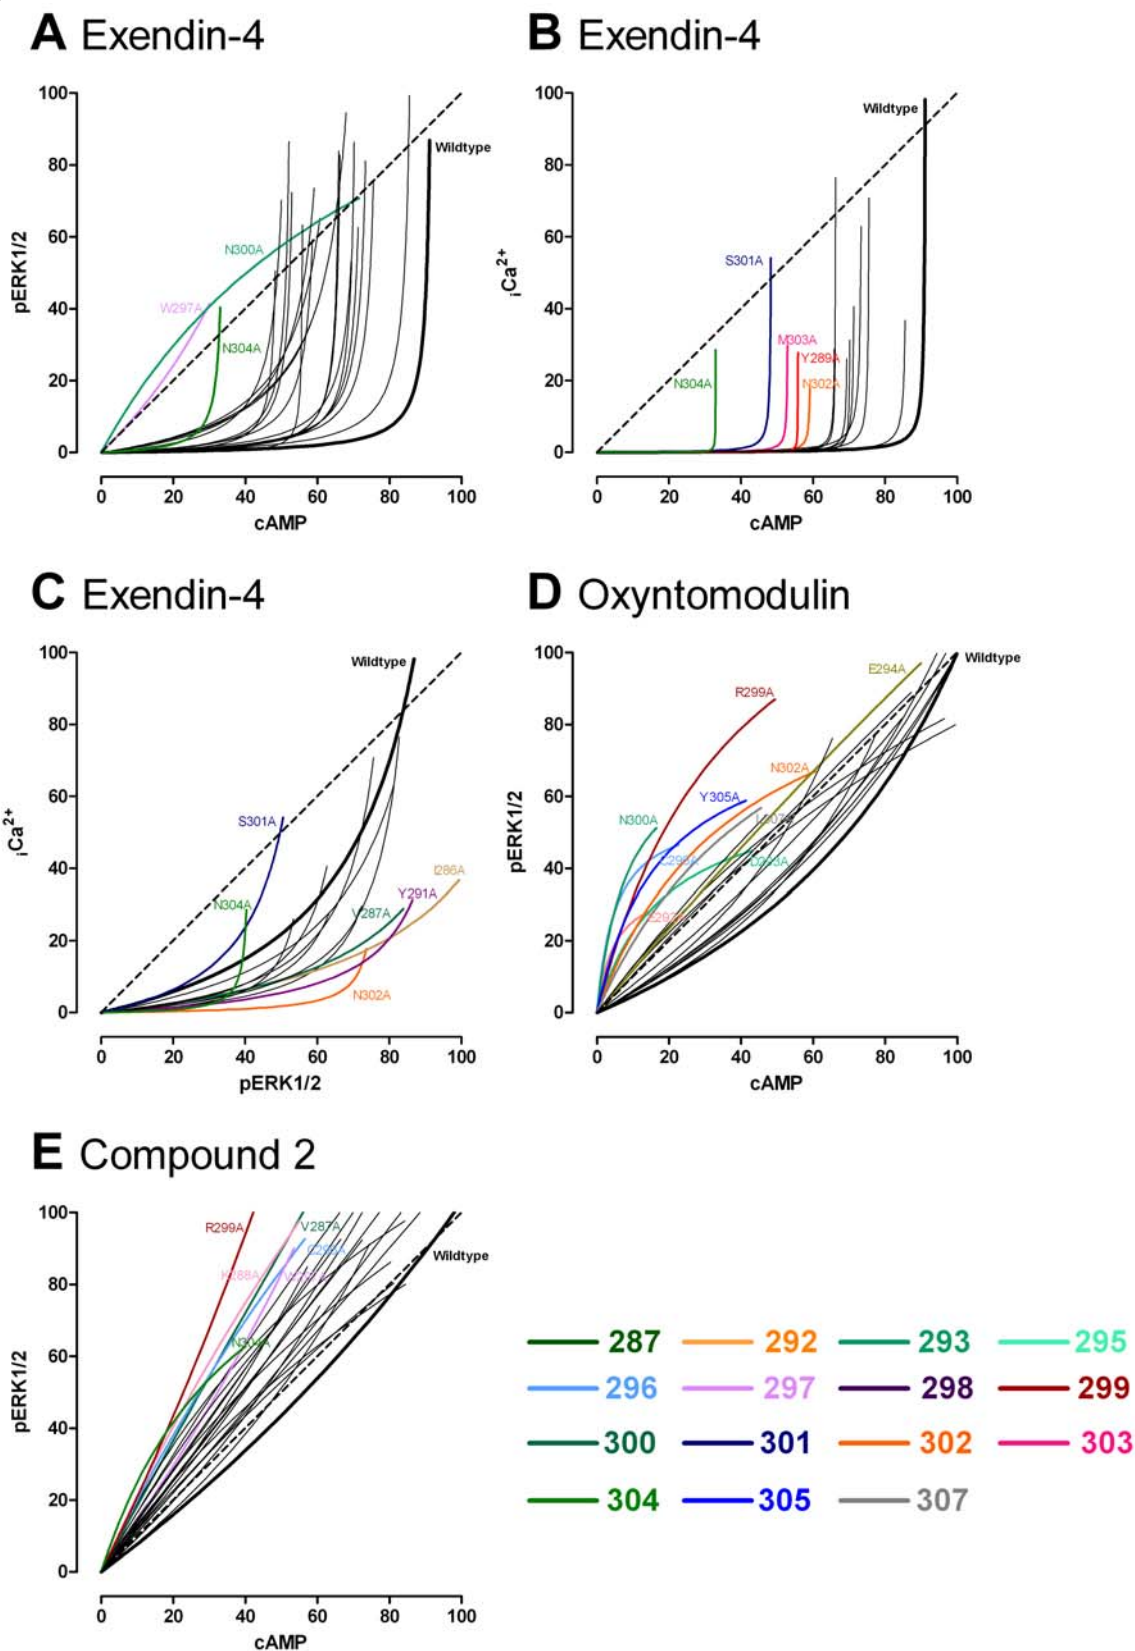 A Exendin-4
100
80
60
40
20
0
pERK1/2
Wildtype
N300A
W297A
N304A
0 20 40 60 80 100
cAMP
B Exendin-4
100
80
60
40
20
0
iCa2+
Wildtype
S301A
M303A
Y289A
N304A
N302A
0 20 40 60 80 100
cAMP
C Exendin-4
100
80
60
40
20
0
iCa2+
Wildtype
S301A
I286A
Y291A
N304A
V287A
N302A
0 20 40 60 80 100
pERK1/2
D Oxyntomodulin
100
80
60
40
20
0
pERK1/2
Wildtype
E294A
R299A
N302A
Y305A
N300A
0 20 40 60 80 100
cAMP
E Compound 2
100
80
60
40
20
0
pERK1/2
R299A
V287A
Wildtype
K288A
N304A
0 20 40 60 80 100
cAMP
287 292 293 295
296 297 298 299
300 301 302 303
304 305 307